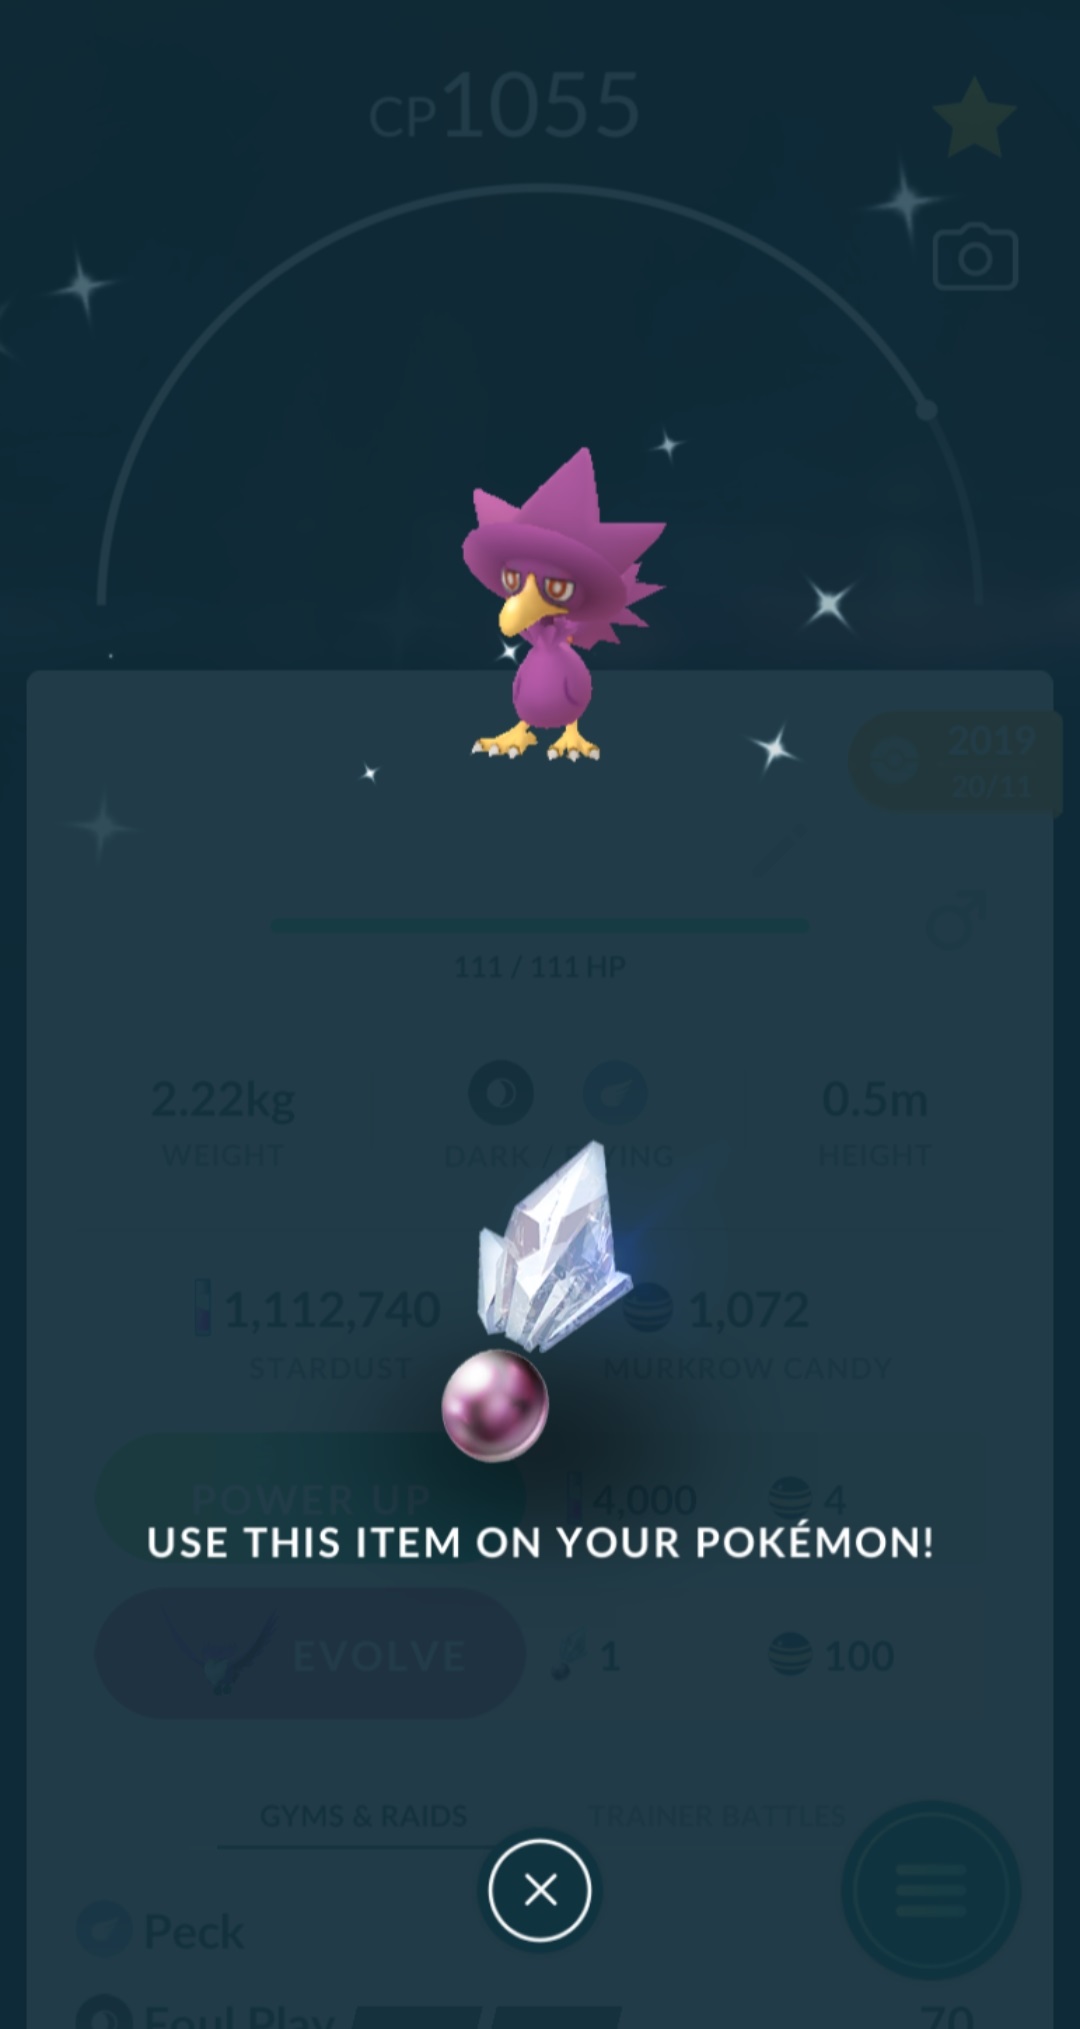 CP1055
2019
20/11
111 / 111 HP
2.22kg
WEIGHT
DARK / FLYING
0.5m
HEIGHT
1,112,740
STARDUST
1,072
MURKROW CANDY
POWER UP
4,000
4
USE THIS ITEM ON YOUR POKÉMON!
EVOLVE
1
100
GYMS & RAIDS
TRAINER BATTLES
Peck
Foul Play
70